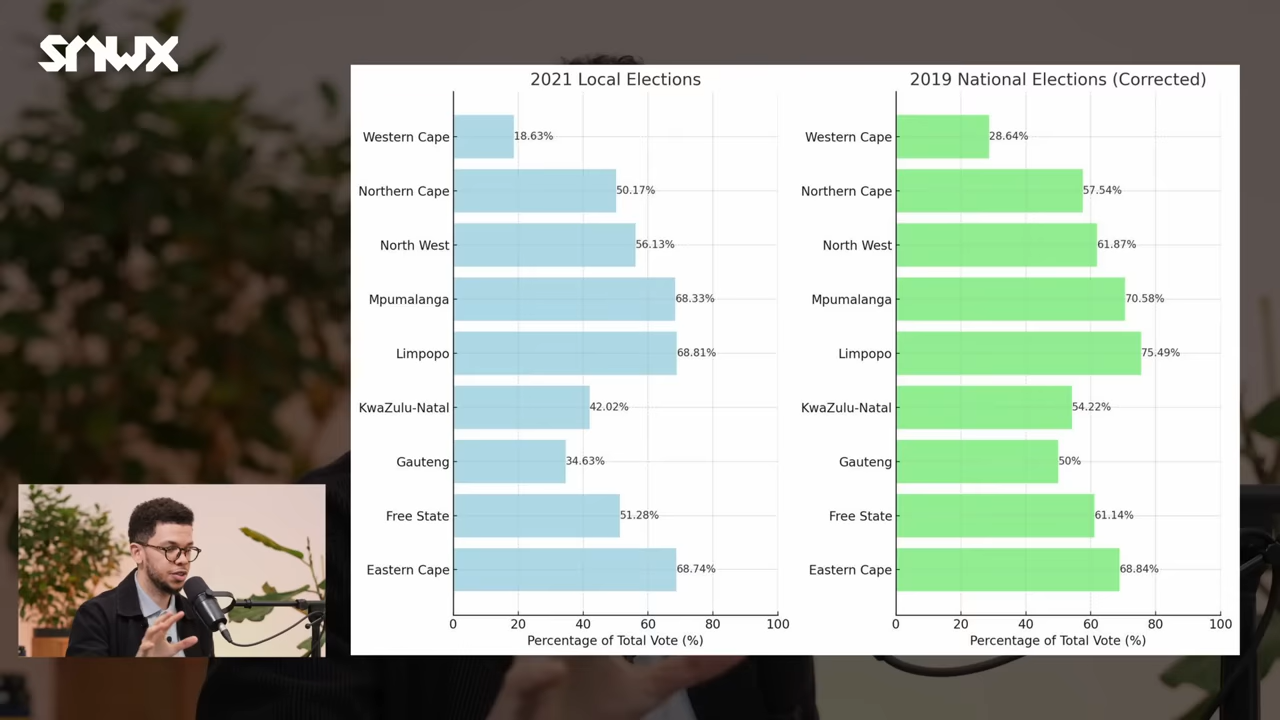 SMWX
2021 Local Elections
Western Cape 18.63%
Northern Cape 50.17%
North West 56.13%
Mpumalanga 68.33%
Limpopo 68.81%
KwaZulu-Natal 42.02%
Gauteng 34.63%
Free State 51.28%
Eastern Cape 68.74%
0 20 40 60 80 100
Percentage of Total Vote (%)
2019 National Elections (Corrected)
Western Cape 28.64%
Northern Cape 57.54%
North West 61.87%
Mpumalanga 70.58%
Limpopo 75.49%
KwaZulu-Natal 54.22%
Gauteng 50%
Free State 61.14%
Eastern Cape 68.84%
0 20 40 60 80 100
Percentage of Total Vote (%)